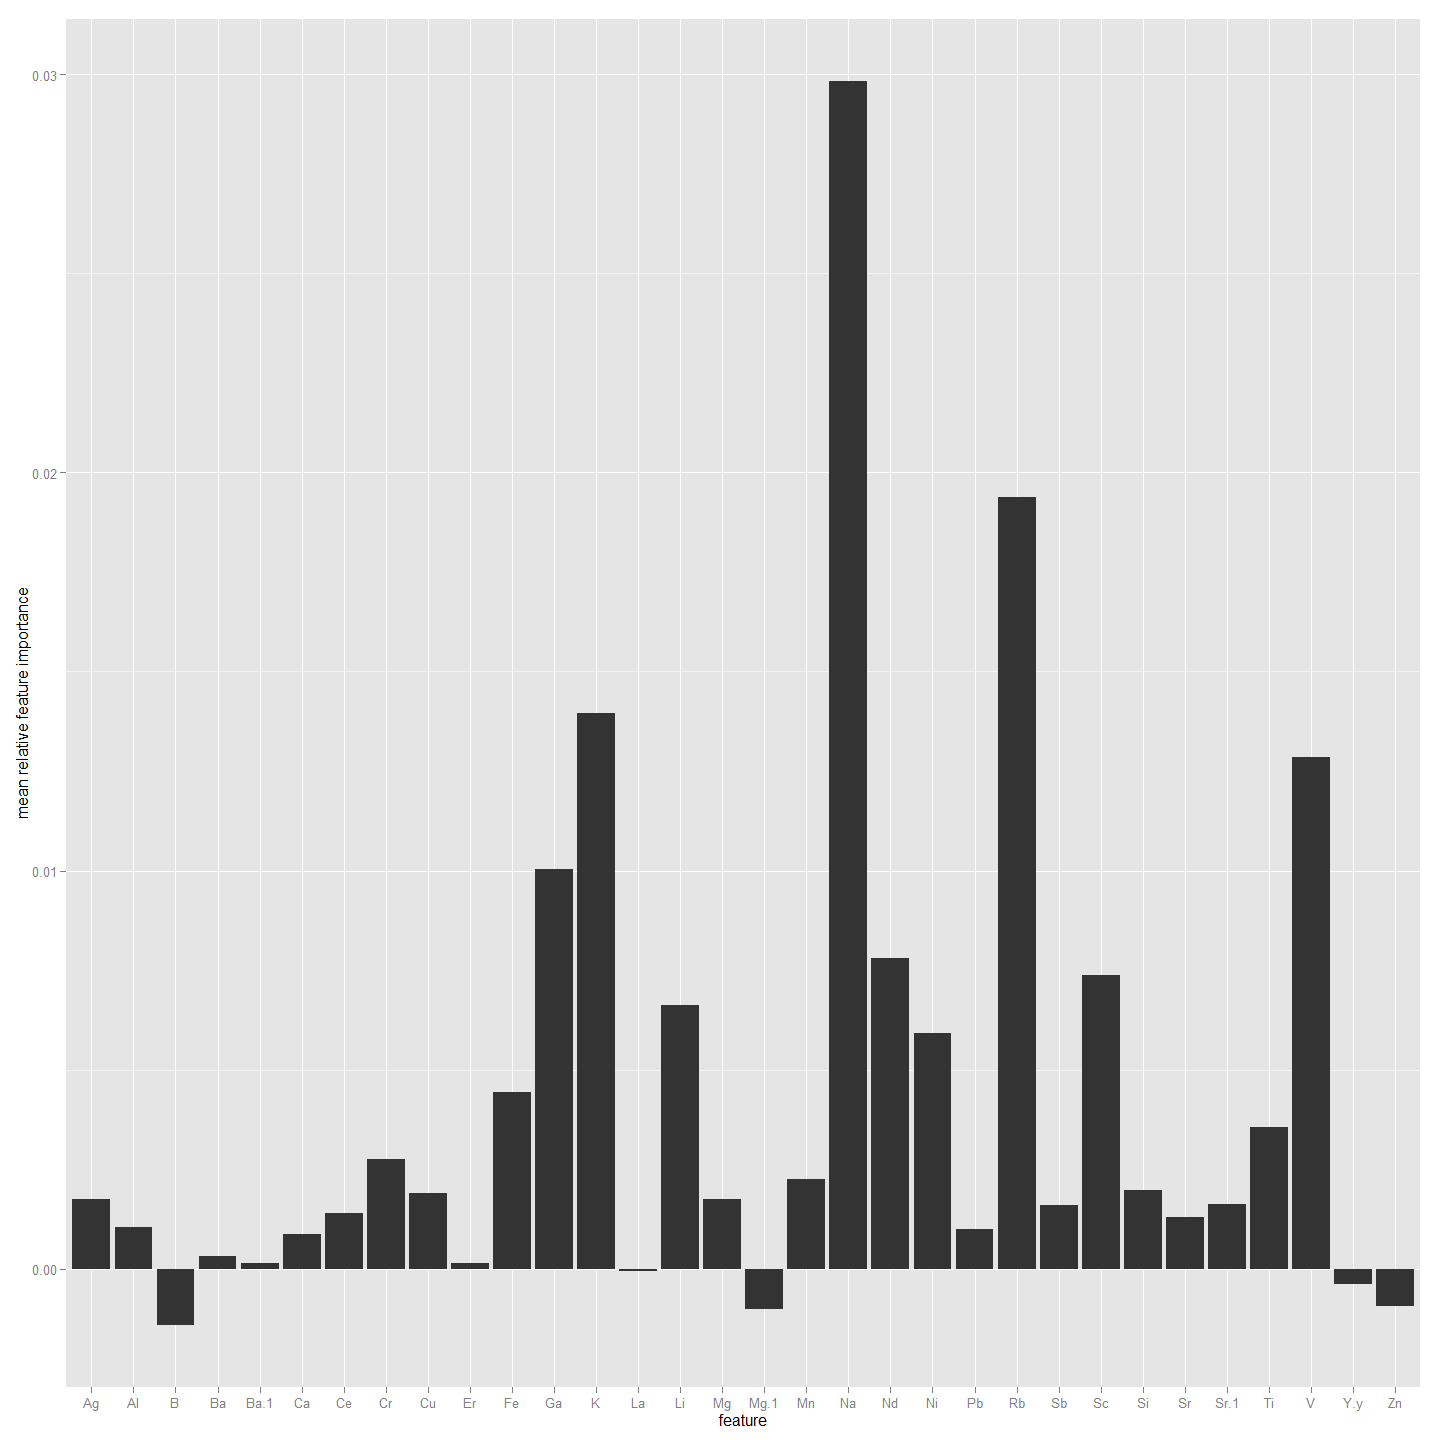 0.03
0.02
0.01
0.00
mean relative feature importance
Ag Al B Ba Ba.1 Ca Ce Cr Cu Er Fe Ga K La Li Mg Mg.1 Mn Na Nd Ni Pb Rb Sb Sc Si Sr Sr.1 Ti V Y.y Zn
feature